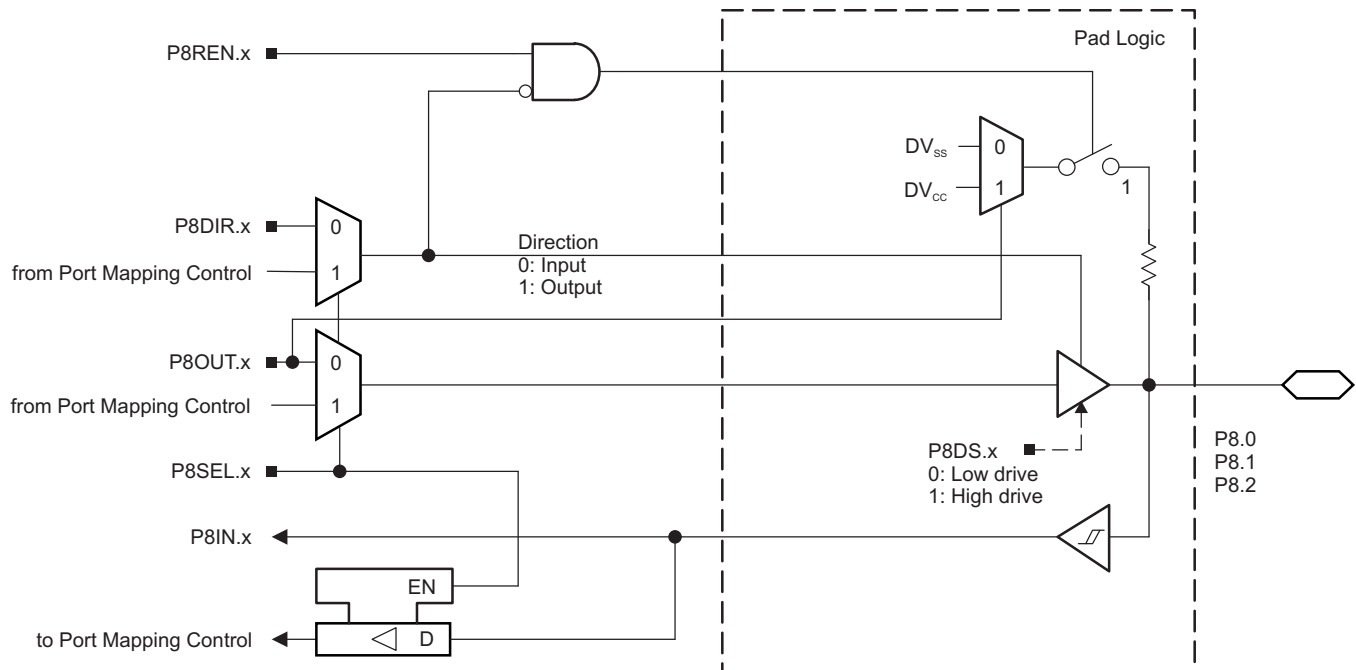 Pad Logic
P8REN.x
DVSS
0
DVCC
1
1
P8DIR.x
0
from Port Mapping Control
1
Direction
0: Input
1: Output
P8OUT.x
0
from Port Mapping Control
1
P8SEL.x
P8DS.x
0: Low drive
1: High drive
P8.0
P8.1
P8.2
P8IN.x
EN
to Port Mapping Control
D